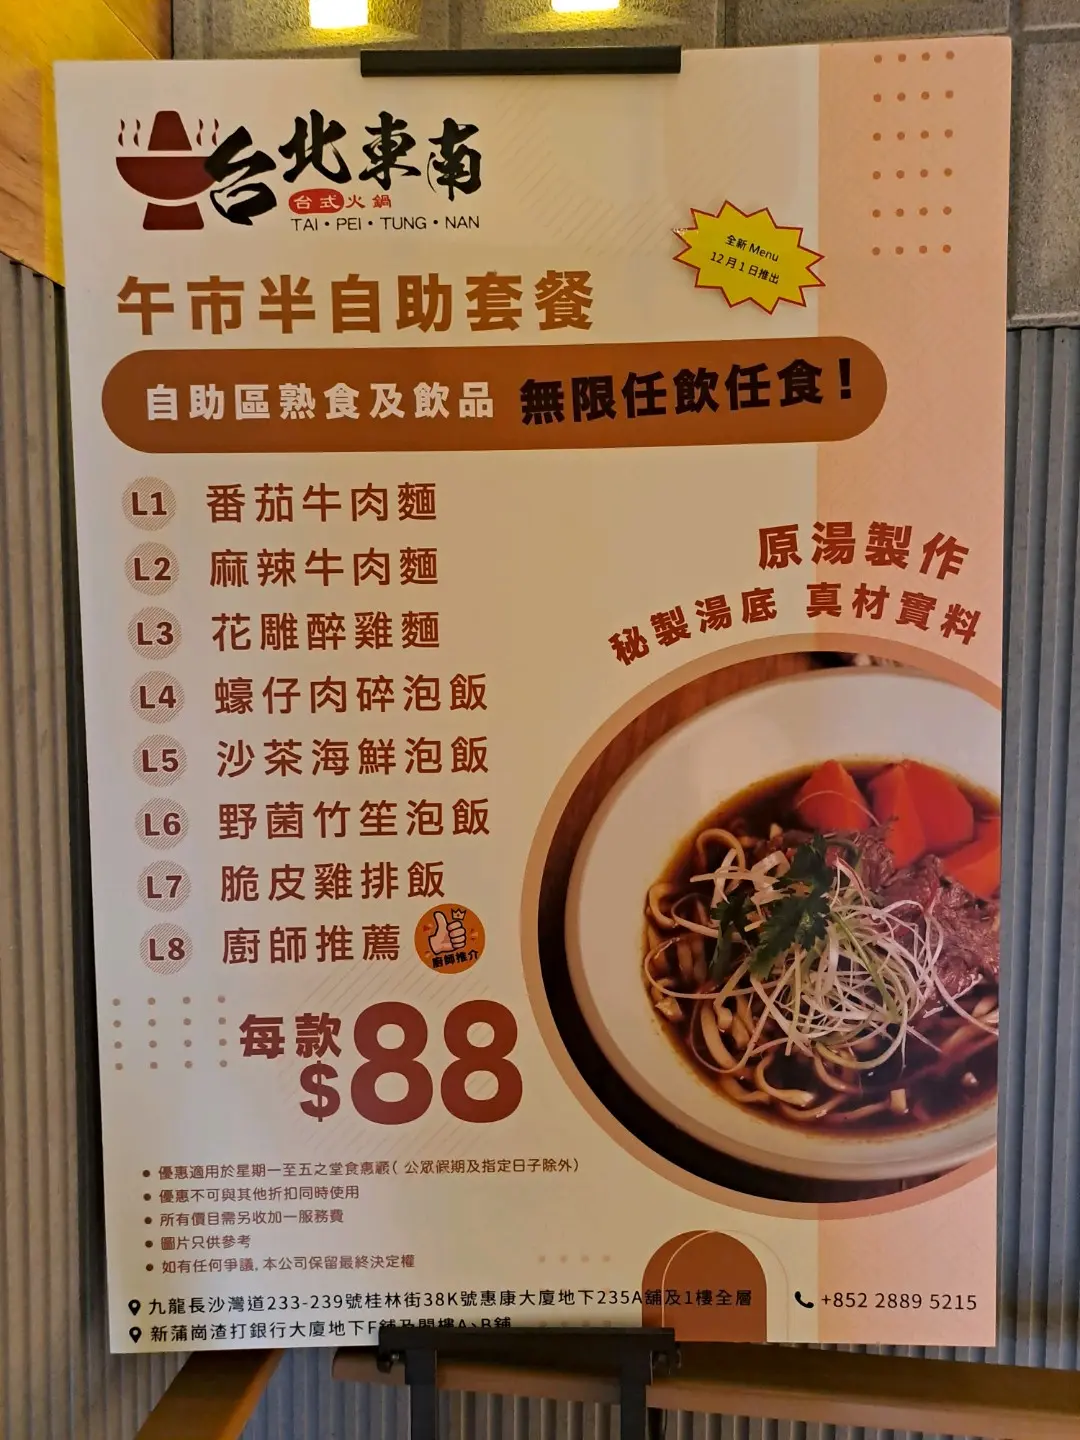 台北東南
台式火鍋
TAI • PEI • TUNG • NAN
全新 Menu
12月1日推出
午市半自助套餐
自助區熟食及飲品 無限任飲任食！
L1 番茄牛肉麵
L2 麻辣牛肉麵
L3 花雕醉雞麵
L4 蠔仔肉碎泡飯
L5 沙茶海鮮泡飯
L6 野菌竹笙泡飯
L7 脆皮雞排飯
L8 廚師推薦
廚師推介
原湯製作
秘製湯底 真材實料
每款
$88
• 優惠適用於星期一至五之堂食惠顧( 公眾假期及指定日子除外)
• 優惠不可與其他折扣同時使用
• 所有價目需另收加一服務費
• 圖片只供參考
• 如有任何爭議, 本公司保留最終決定權
九龍長沙灣道233-239號桂林街38K號惠康大廈地下235A舖及1樓全層
+852 2889 5215
新蒲崗渣打銀行大廈地下F舖及閣樓A、B舖